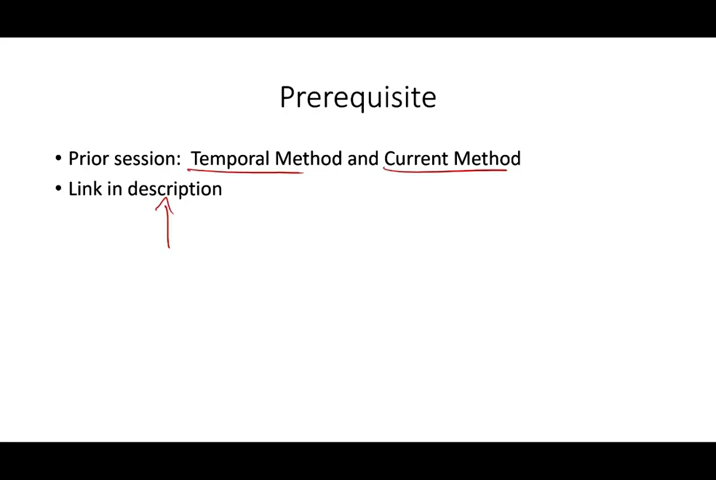 Prerequisite
• Prior session: Temporal Method and Current Method
• Link in description